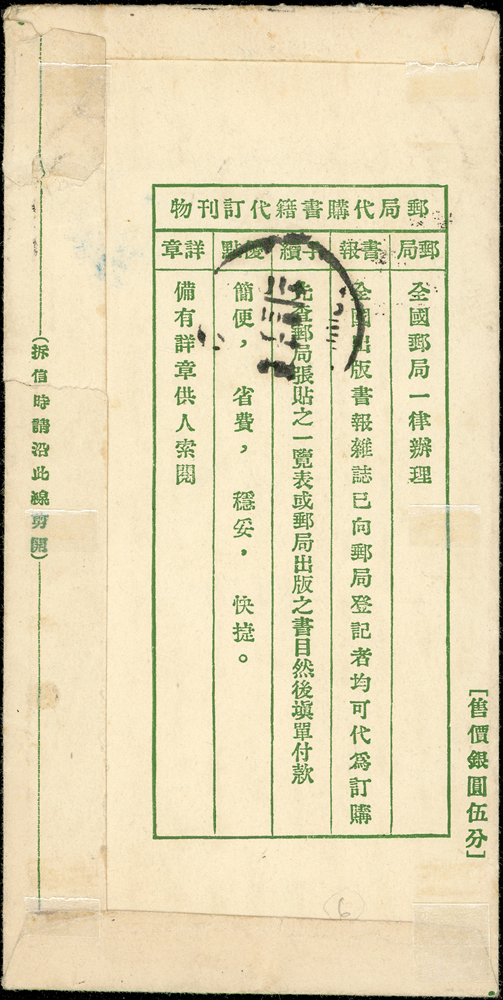 [售價銀圓伍分]
郵局代購書籍代訂刊物
郵局
全國郵局一律辦理
書報
全國出版書報雜誌已向郵局登記者均可代爲訂購
手續
先查郵局張貼之一覽表或郵局出版之書目然後塡單付款
優點
簡便，省費，穩妥，快捷。
詳章
備有詳章供人索閱
(拆信時請沿此線剪開)
6